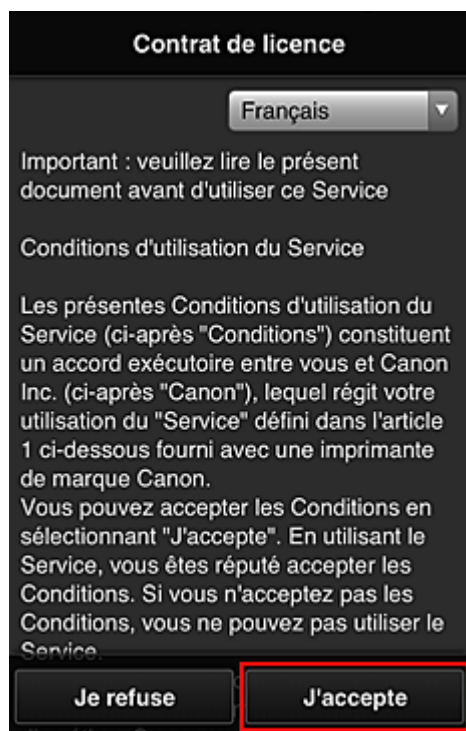 Contrat de licence
Français
Important : veuillez lire le présent
document avant d'utiliser ce Service
Conditions d'utilisation du Service
Les présentes Conditions d'utilisation du
Service (ci-après "Conditions") constituent
un accord exécutoire entre vous et Canon
Inc. (ci-après "Canon"), lequel régit votre
utilisation du "Service" défini dans l'article
1 ci-dessous fourni avec une imprimante
de marque Canon.
Vous pouvez accepter les Conditions en
sélectionnant "J'accepte". En utilisant le
Service, vous êtes réputé accepter les
Conditions. Si vous n'acceptez pas les
Conditions, vous ne pouvez pas utiliser le
Service.
Je refuse
J'accepte